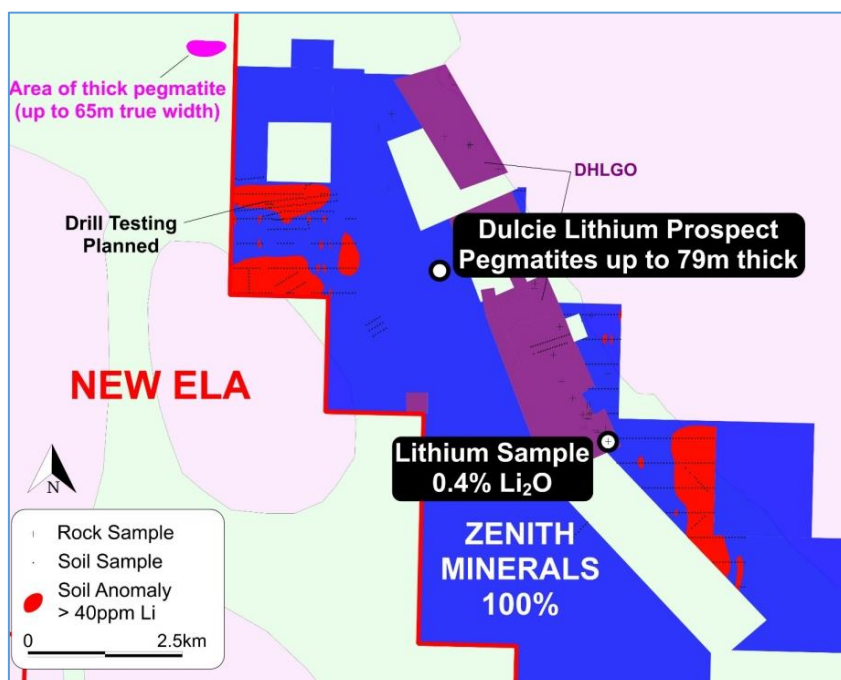 Area of thick pegmatite
(up to 65m true width)
DHLGO
Drill Testing
Planned
Dulcie Lithium Prospect
Pegmatites up to 79m thick
NEW ELA
Lithium Sample
0.4% Li₂O
ZENITH
MINERALS
100%
N
Rock Sample
Soil Sample
Soil Anomaly
> 40ppm Li
0 2.5km